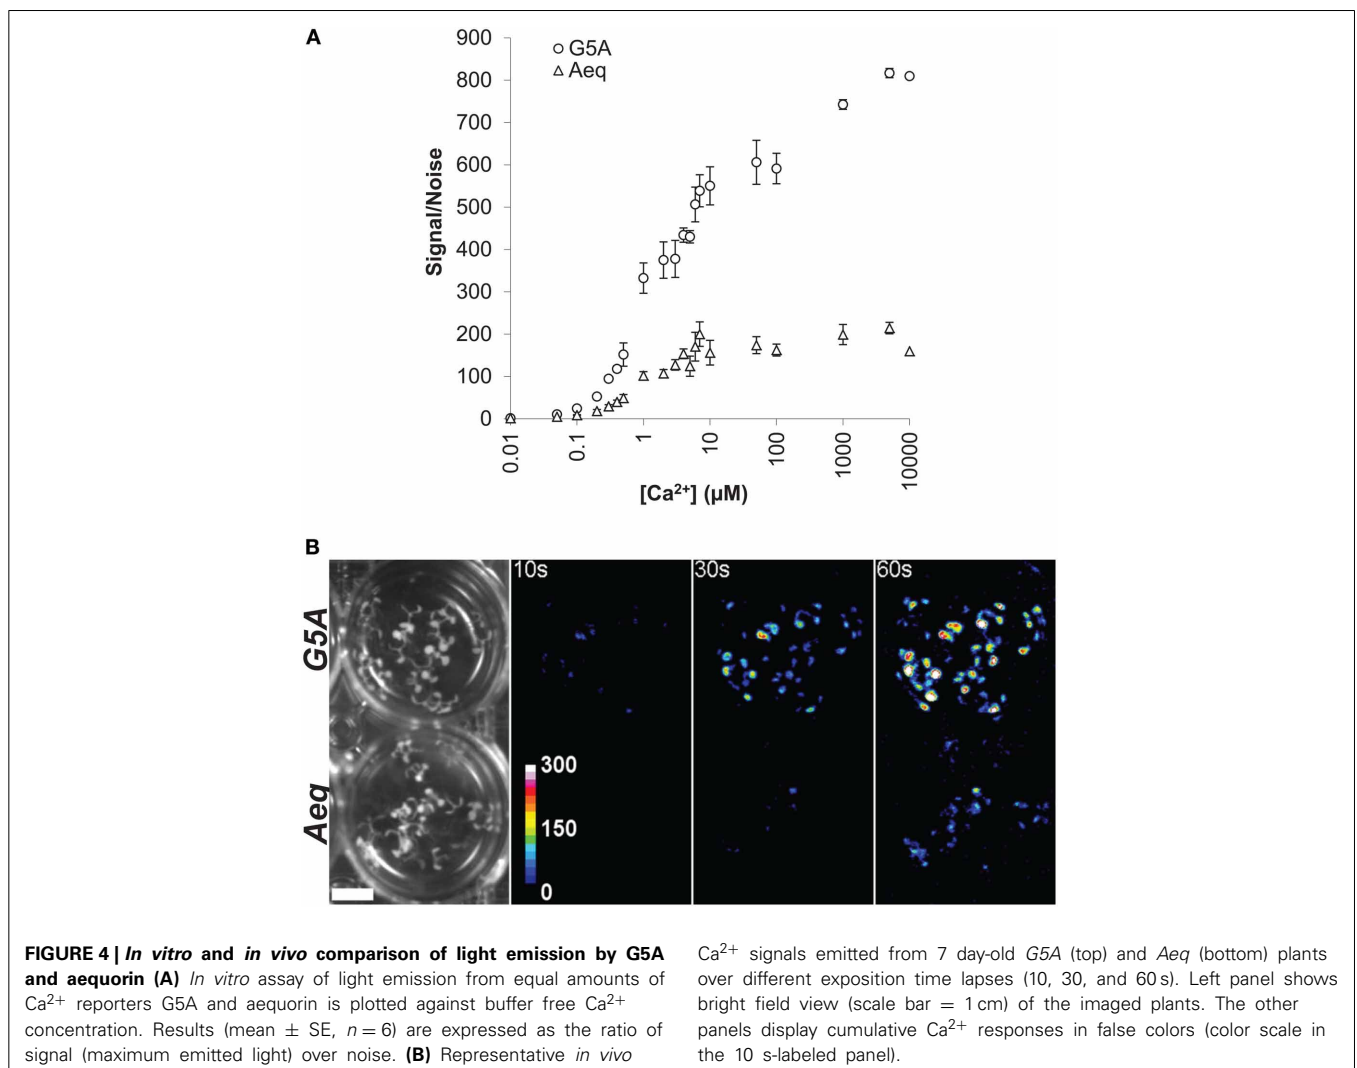 A
900
800
700
600
500
400
300
200
100
0
Signal/Noise
G5A
Aeq
0.01
0.1
1
10
100
1000
10000
[Ca²⁺] (µM)
B
G5A
Aeq
10s
30s
60s
300
150
0
FIGURE 4 | In vitro and in vivo comparison of light emission by G5A
and aequorin (A) In vitro assay of light emission from equal amounts of
Ca²⁺ reporters G5A and aequorin is plotted against buffer free Ca²⁺
concentration. Results (mean ± SE, n = 6) are expressed as the ratio of
signal (maximum emitted light) over noise. (B) Representative in vivo
Ca²⁺ signals emitted from 7 day-old G5A (top) and Aeq (bottom) plants
over different exposition time lapses (10, 30, and 60 s). Left panel shows
bright field view (scale bar = 1 cm) of the imaged plants. The other
panels display cumulative Ca²⁺ responses in false colors (color scale in
the 10 s-labeled panel).